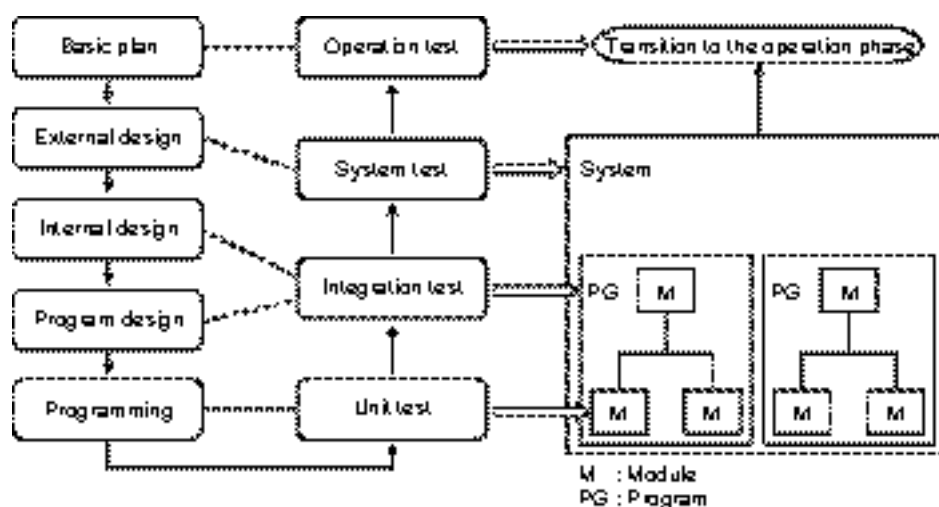 Basic plan
Operation test
Transition to the operation phase
External design
System test
System
Internal design
Integration test
PG
M
PG
M
Program design
Programming
Unit test
M
M
M
M
M : Module
PG : Program